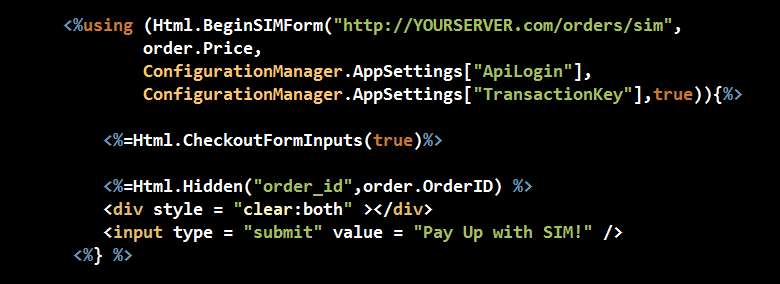 <%using (Html.BeginSIMForm("http://YOURSERVER.com/orders/sim",
order.Price,
ConfigurationManager.AppSettings["ApiLogin"],
ConfigurationManager.AppSettings["TransactionKey"],true)){%>
<%=Html.CheckoutFormInputs(true)%>
<%=Html.Hidden("order_id",order.OrderID) %>
<div style = "clear:both" ></div>
<input type = "submit" value = "Pay Up with SIM!" />
<%} %>